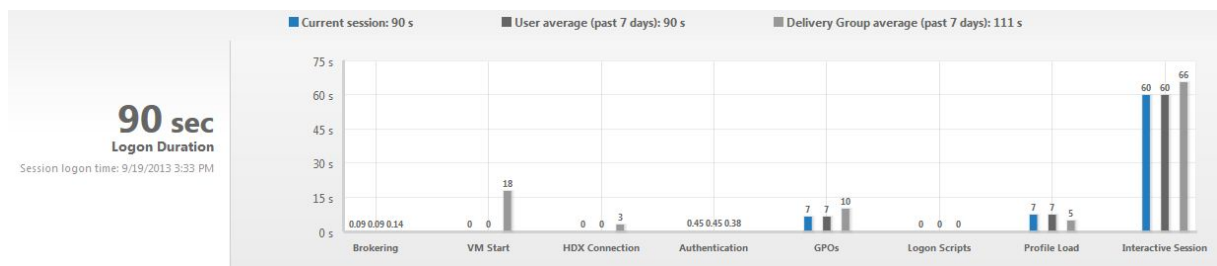 Current session: 90 s User average (past 7 days): 90 s Delivery Group average (past 7 days): 111 s
90 sec
Logon Duration
Session logon time: 9/19/2013 3:33 PM
75 s
60 s
45 s
30 s
15 s
0 s
0.09 0.09 0.14
0 0 18
0 0 3
0.45 0.45 0.38
7 7 10
0 0 0
7 7 5
60 60 66
Brokering VM Start HDX Connection Authentication GPOs Logon Scripts Profile Load Interactive Session